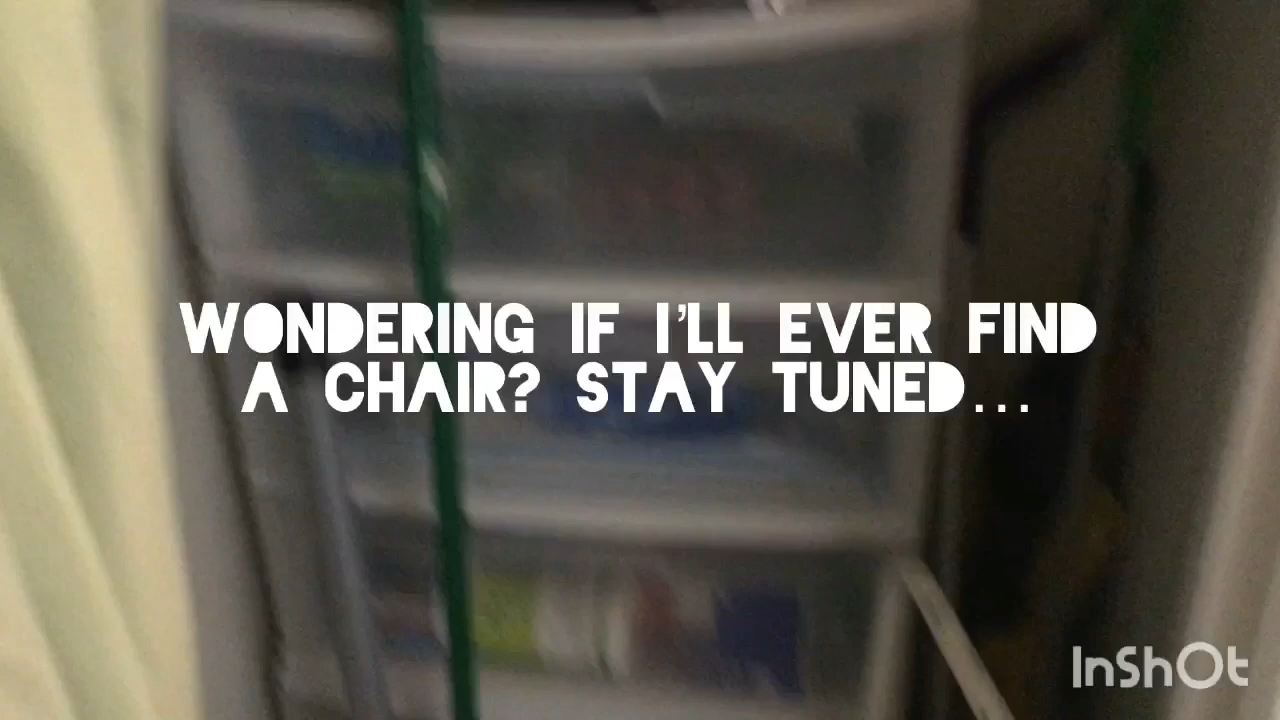 WONDERING IF I'LL EVER FIND
A CHAIR? STAY TUNED...
INSHOT